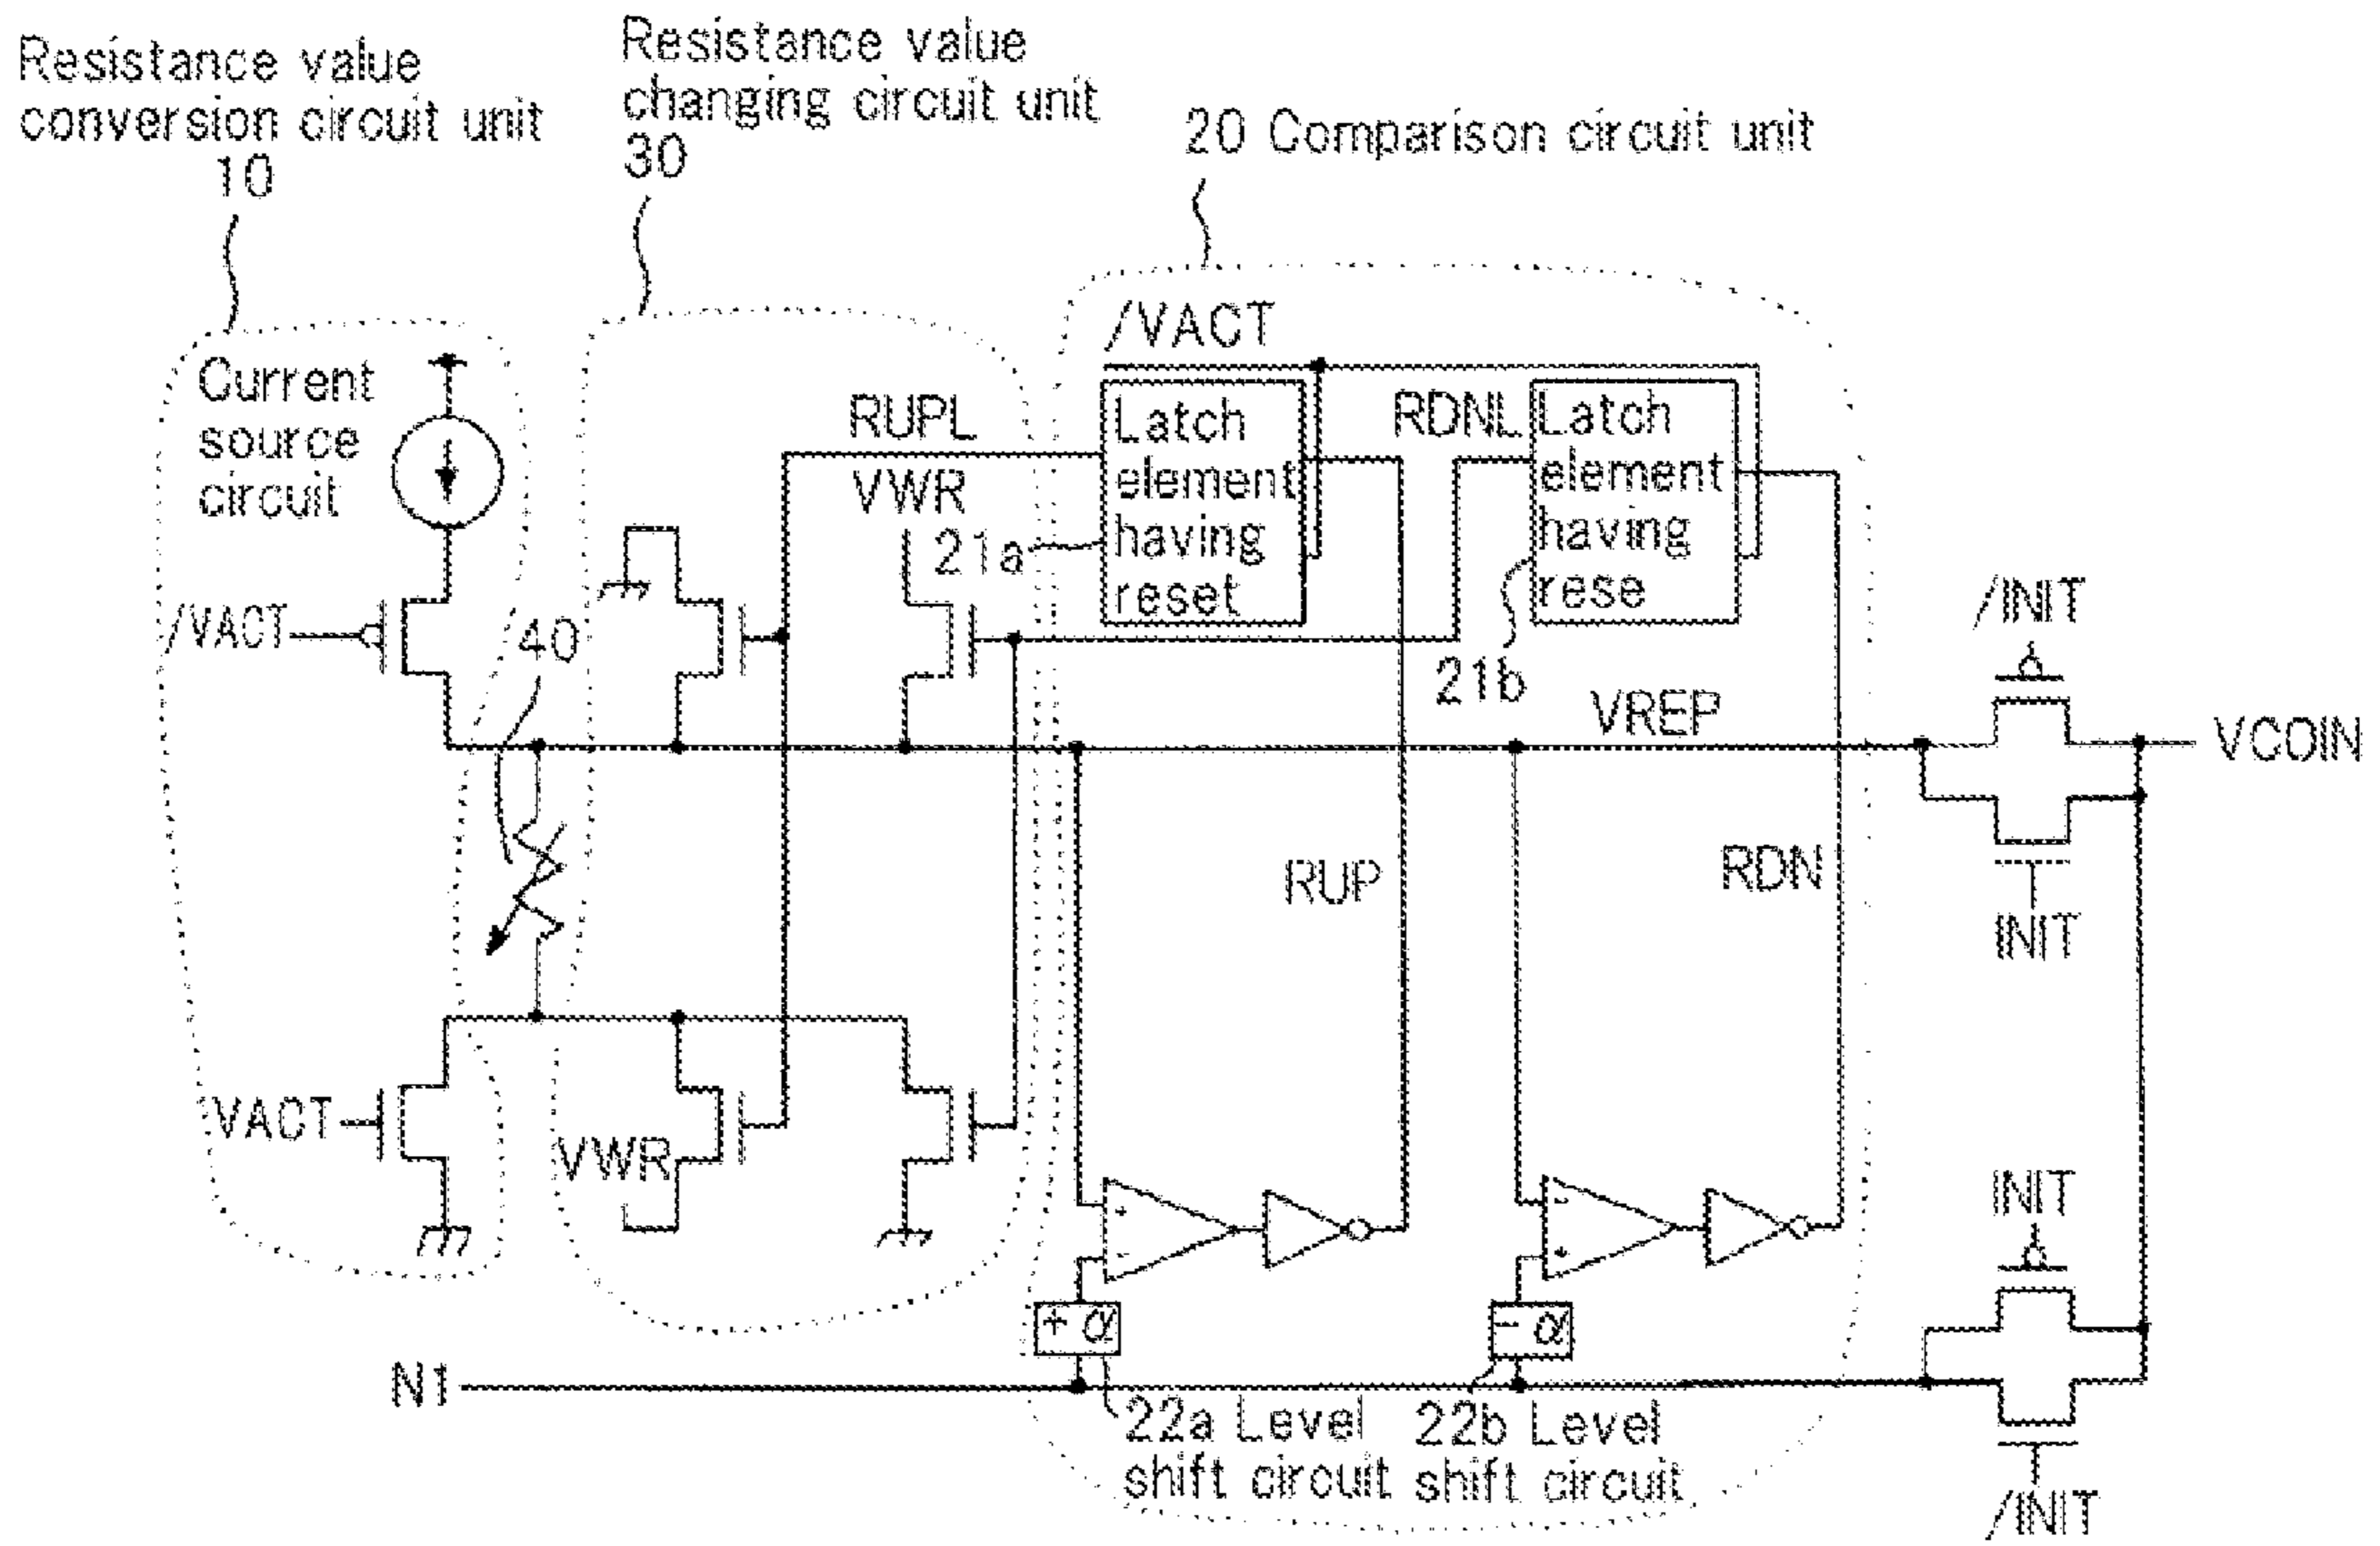 Resistance value
conversion circuit unit
10
Resistance value
changing circuit unit
30
20 Comparison circuit unit
Current
source
circuit
/VACT
RUPL
VWR
21a
Latch
element
having
reset
RDNL
Latch
element
having
rese
21b
/VACT
40
/INIT
VREP
VCOIN
RUP
RDN
INIT
VACT
VWR
+
-
-
+
INIT
+ α
- α
N1
22a Level
shift circuit
22b Level
shift circuit
/INIT